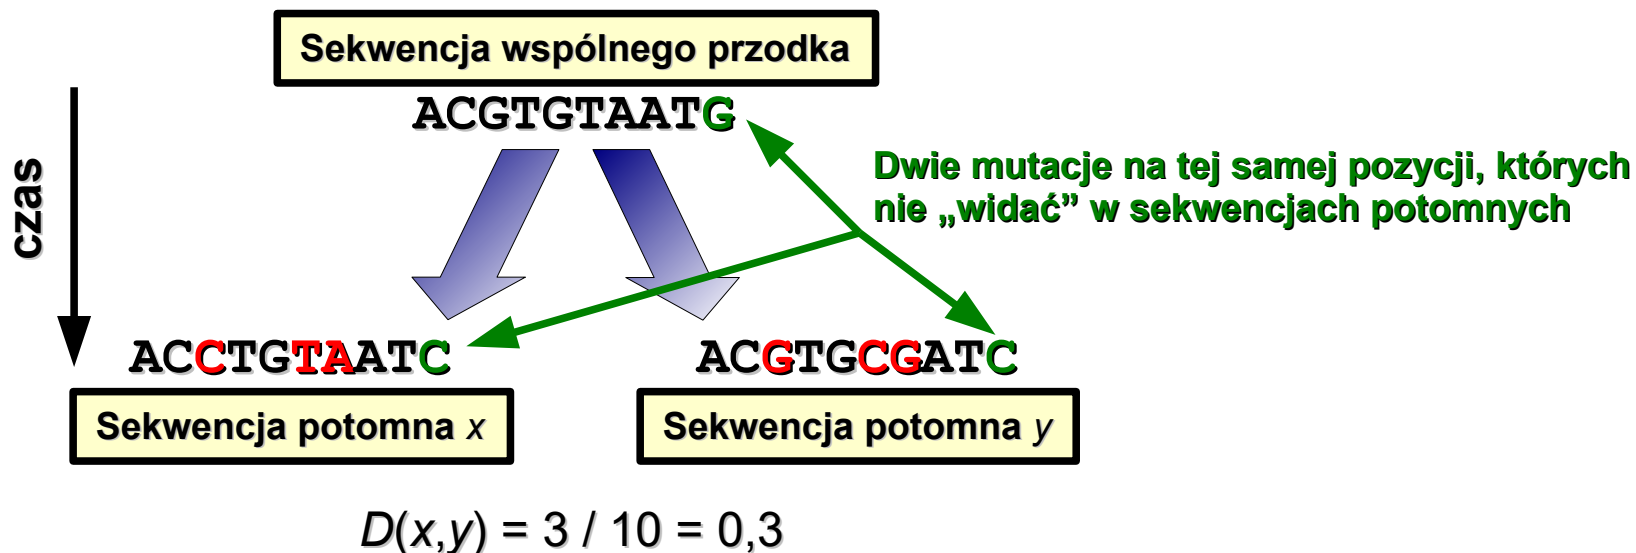 Sekwencja wspólnego przodka
ACGTGTAATG
czas
Dwie mutacje na tej samej pozycji, których
nie „widać” w sekwencjach potomnych
ACCTGTAATC
ACGTGCGATC
Sekwencja potomna x
Sekwencja potomna y
D(x,y) = 3 / 10 = 0,3